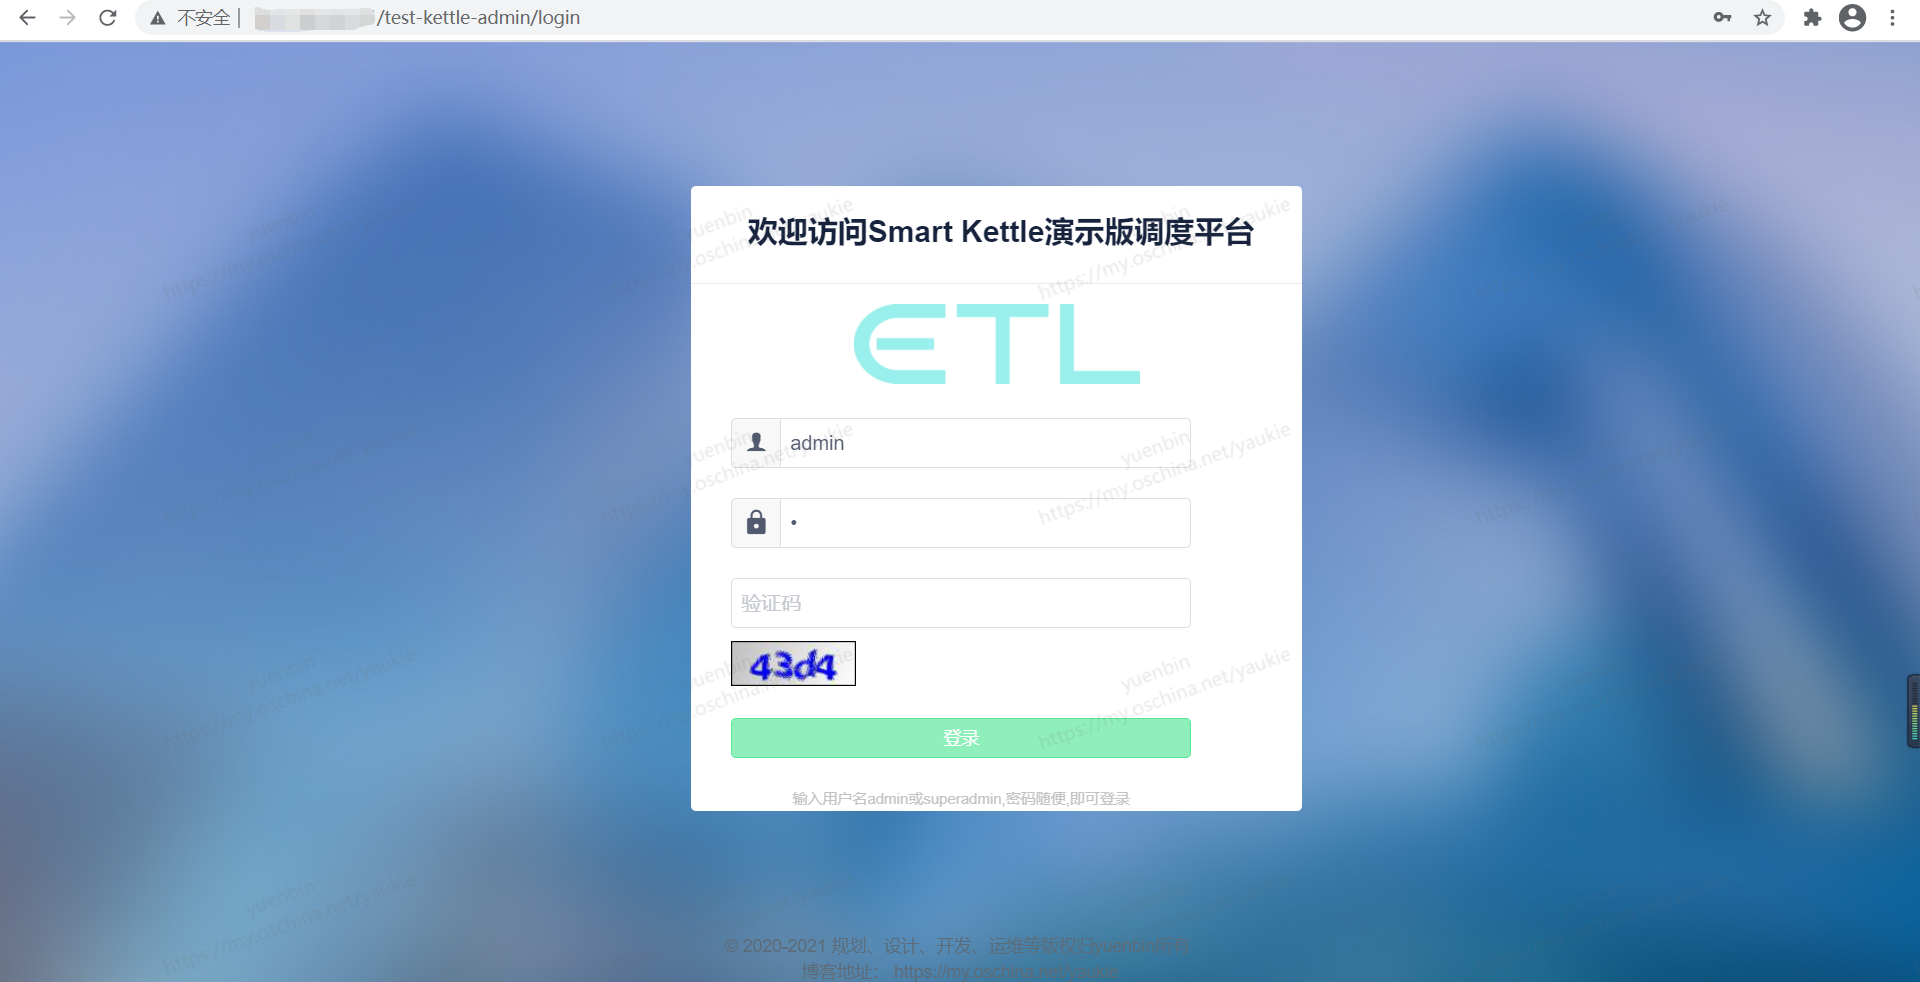 不安全 | /test-kettle-admin/login
欢迎访问Smart Kettle演示版调度平台
ETL
admin
验证码
43d4
登录
输入用户名admin或superadmin,密码随便,即可登录
© 2020-2021 规划、设计、开发、运维等版权归yuenbin所有
博客地址： https://my.oschina.net/yaukie
yuenbin
https://my.oschina.net/yaukie